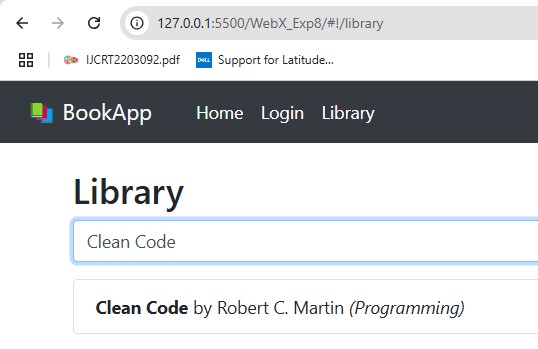 127.0.0.1:5500/WebX_Exp8/#!/library
IJCRT2203092.pdf DELL Support for Latitude...
BookApp Home Login Library
Library
Clean Code
Clean Code by Robert C. Martin (Programming)